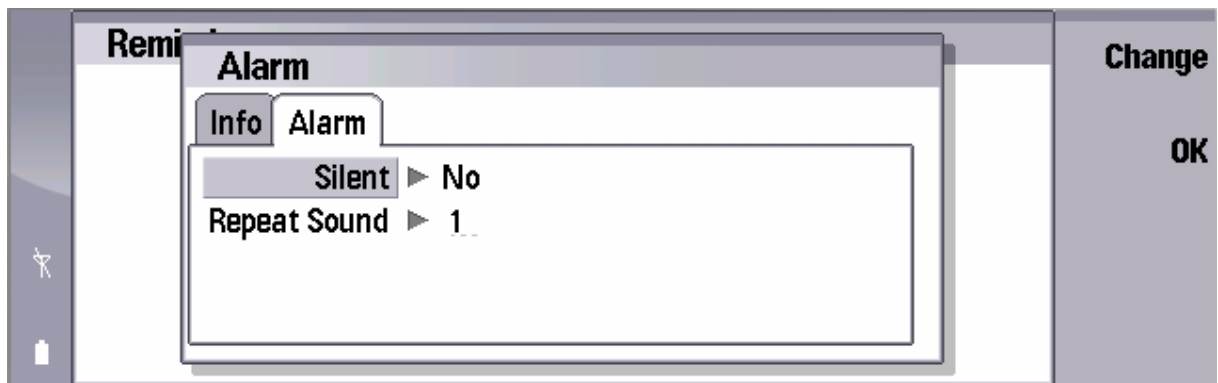 Alarm
Info Alarm
Silent No
Repeat Sound 1
Change
OK